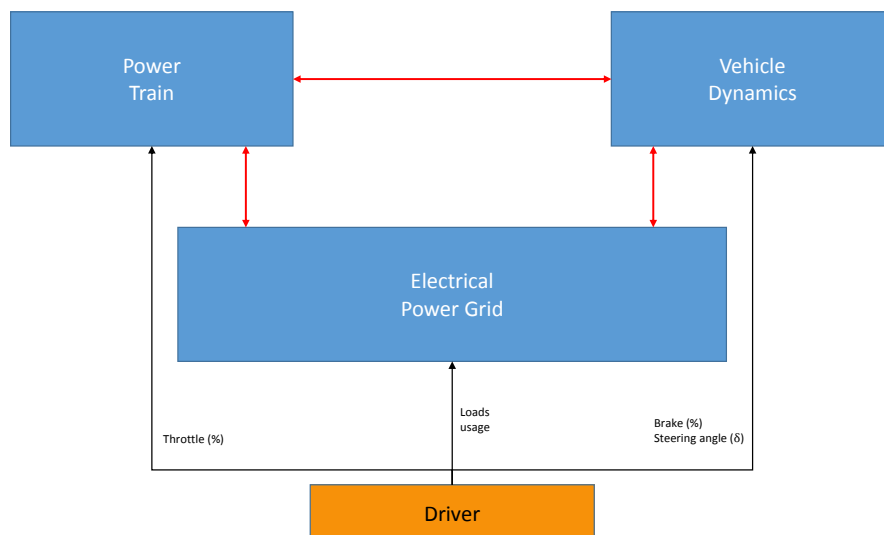 Power
Train
Vehicle
Dynamics
Electrical
Power Grid
Throttle (%)
Loads
usage
Brake (%)
Steering angle (δ)
Driver